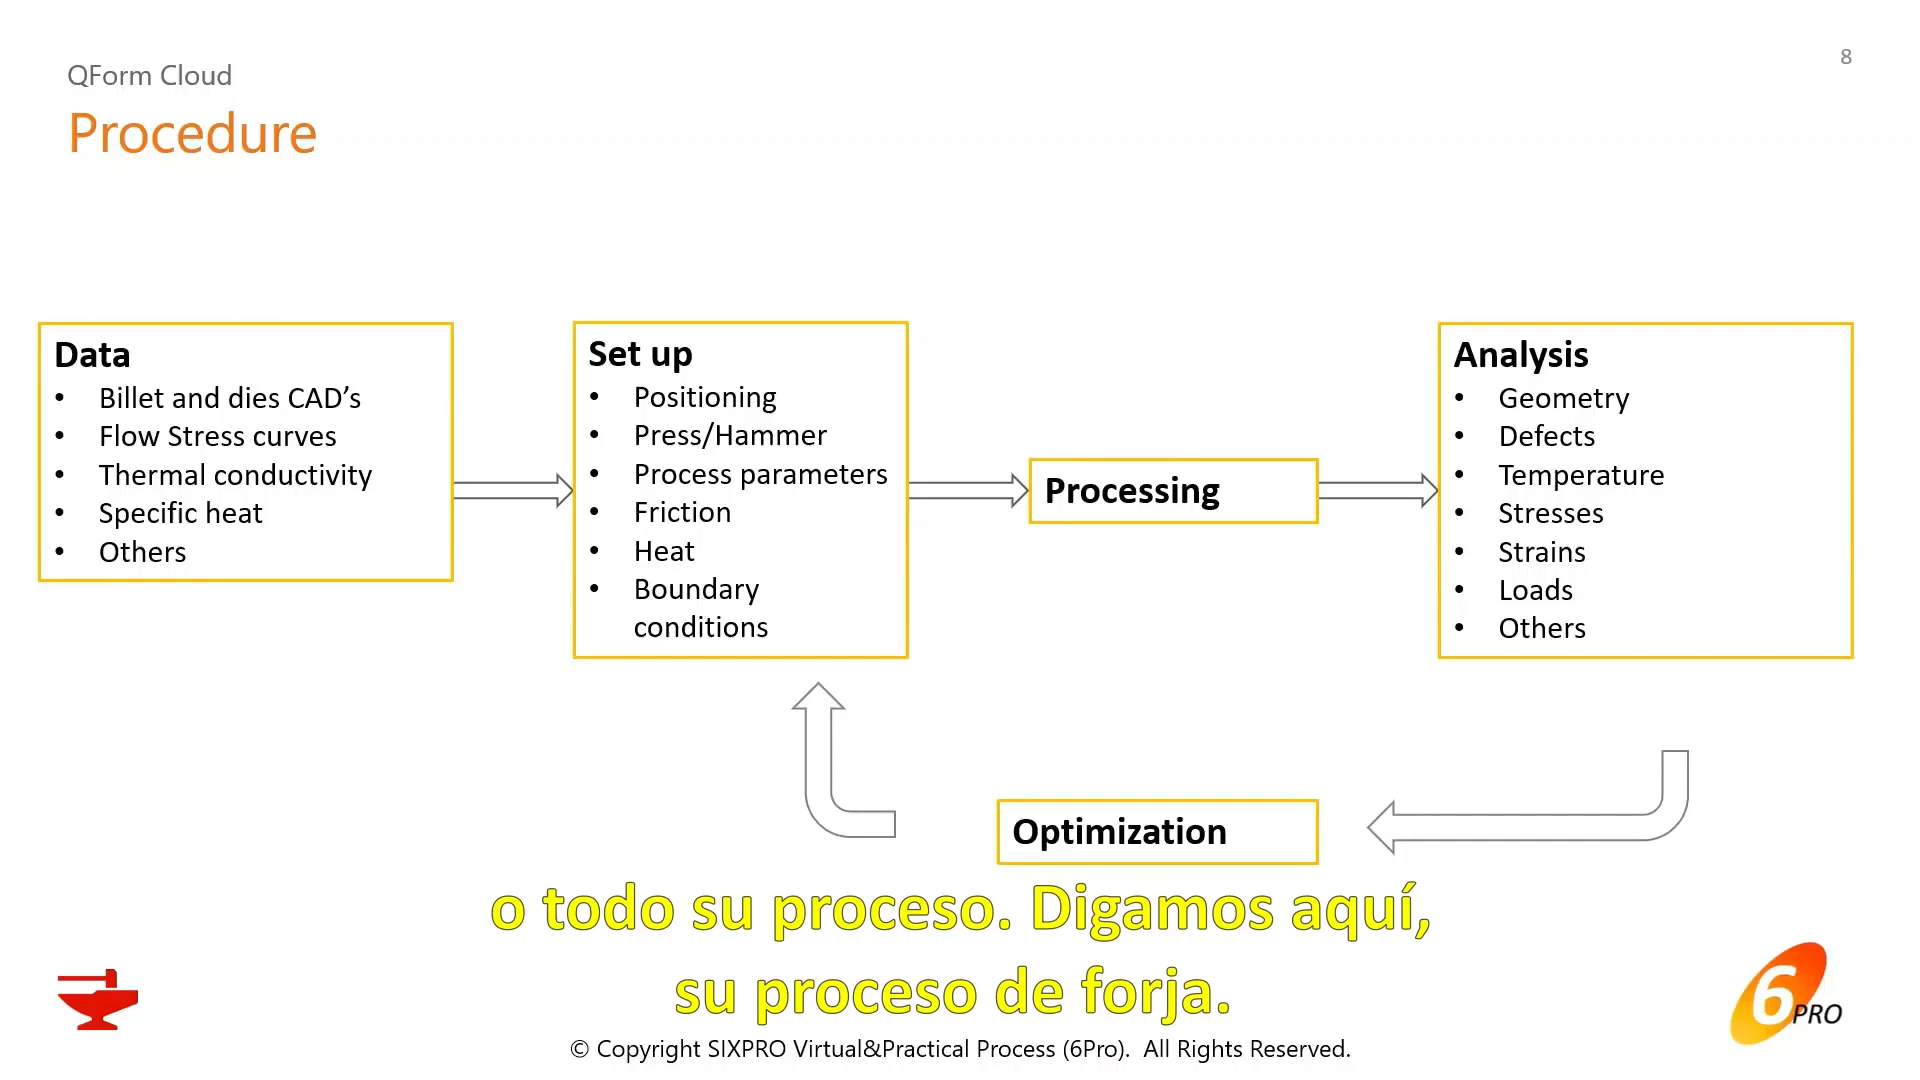 8
QForm Cloud
Procedure
Data
• Billet and dies CAD’s
• Flow Stress curves
• Thermal conductivity
• Specific heat
• Others
Set up
• Positioning
• Press/Hammer
• Process parameters
• Friction
• Heat
• Boundary
conditions
Processing
Analysis
• Geometry
• Defects
• Temperature
• Stresses
• Strains
• Loads
• Others
Optimization
o todo su proceso. Digamos aquí,
su proceso de forja.
6PRO
© Copyright SIXPRO Virtual&Practical Process (6Pro).  All Rights Reserved.